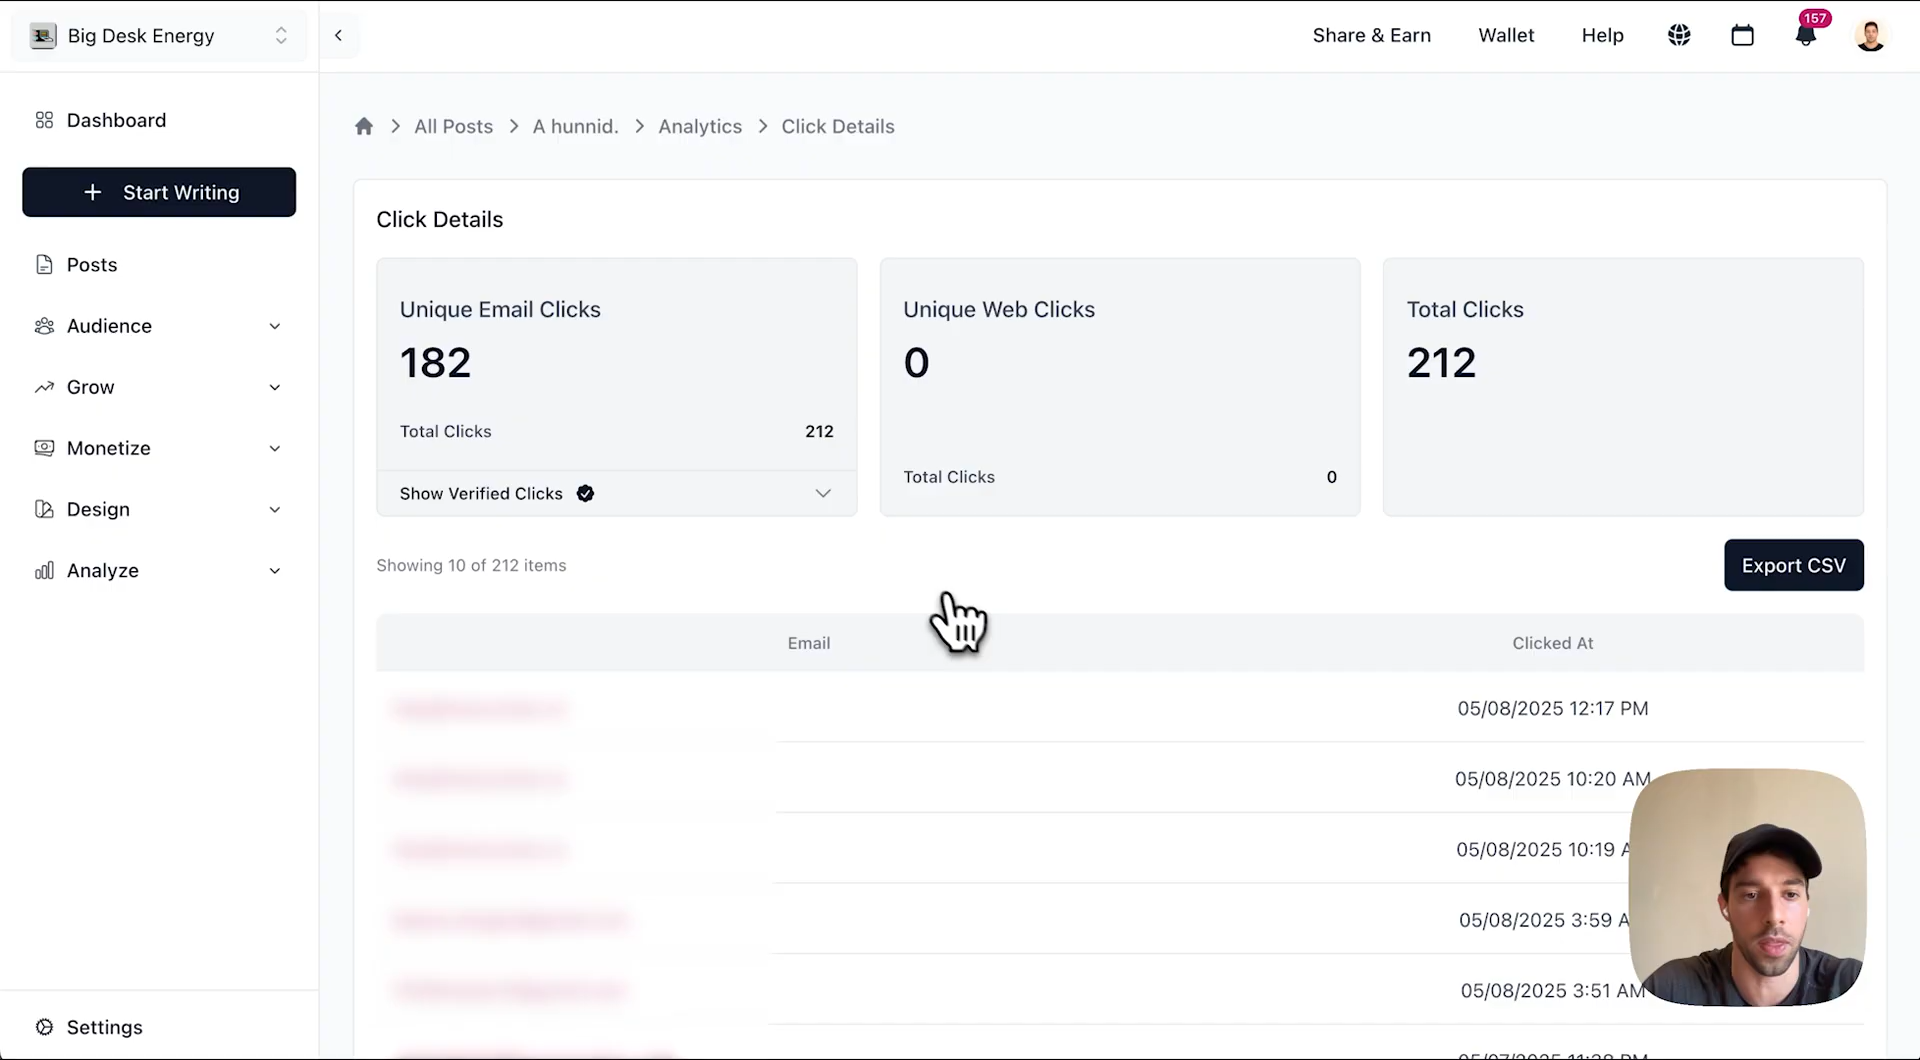 Big Desk Energy
Share & Earn
Wallet
Help
157
Dashboard
All Posts
A hunnid.
Analytics
Click Details
Start Writing
Click Details
Posts
Unique Email Clicks
182
Total Clicks 212
Show Verified Clicks
Unique Web Clicks
0
Total Clicks 0
Total Clicks
212
Audience
Grow
Monetize
Design
Analyze
Showing 10 of 212 items
Export CSV
Email
Clicked At
05/08/2025 12:17 PM
05/08/2025 10:20 AM
05/08/2025 10:19
05/08/2025 3:59
05/08/2025 3:51 AM
Settings